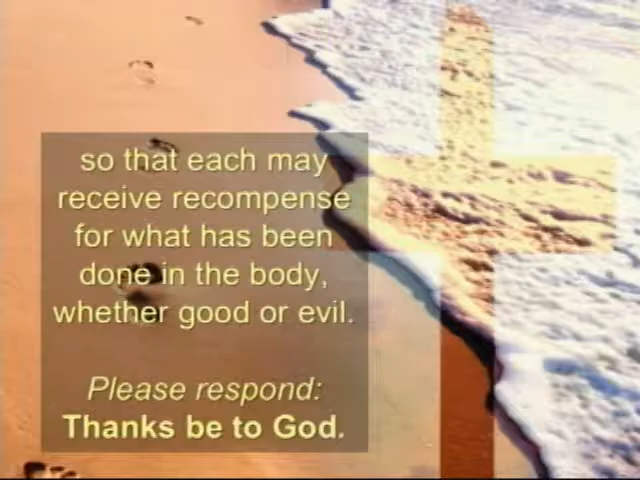 so that each may
receive recompense
for what has been
done in the body,
whether good or evil.
Please respond:
Thanks be to God.